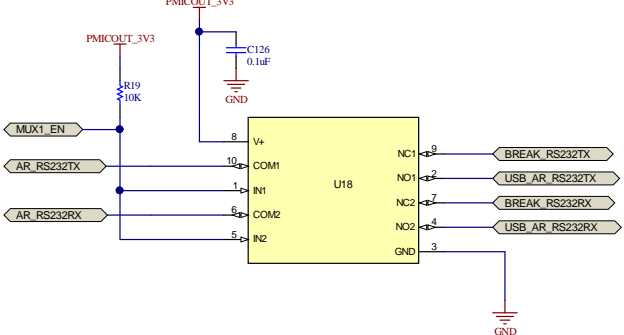 PMICOUT_3V3
PMICOUT_3V3
C126
0.1uF
R19
10K
GND
MUX1_EN
8 V+
NC1 9 BREAK_RS232TX
AR_RS232TX 10 COM1
NO1 2 USB_AR_RS232TX
1 IN1
U18
NC2 7 BREAK_RS232RX
AR_RS232RX 6 COM2
NO2 4 USB_AR_RS232RX
5 IN2
GND 3
GND